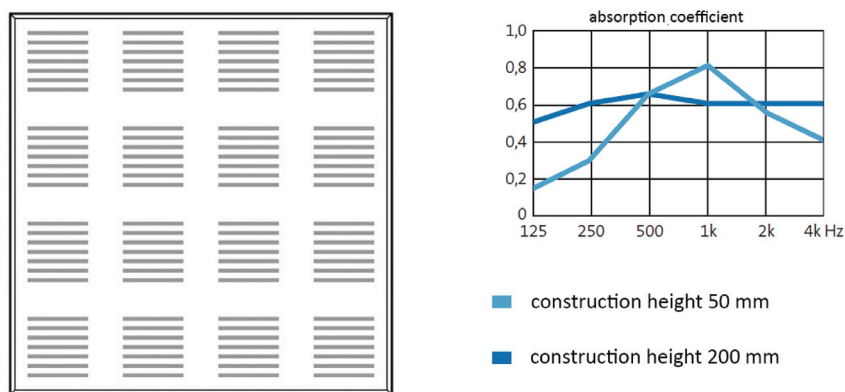 absorption coefficient
1,0
0,8
0,6
0,4
0,2
0
125 250 500 1k 2k 4k Hz
construction height 50 mm
construction height 200 mm